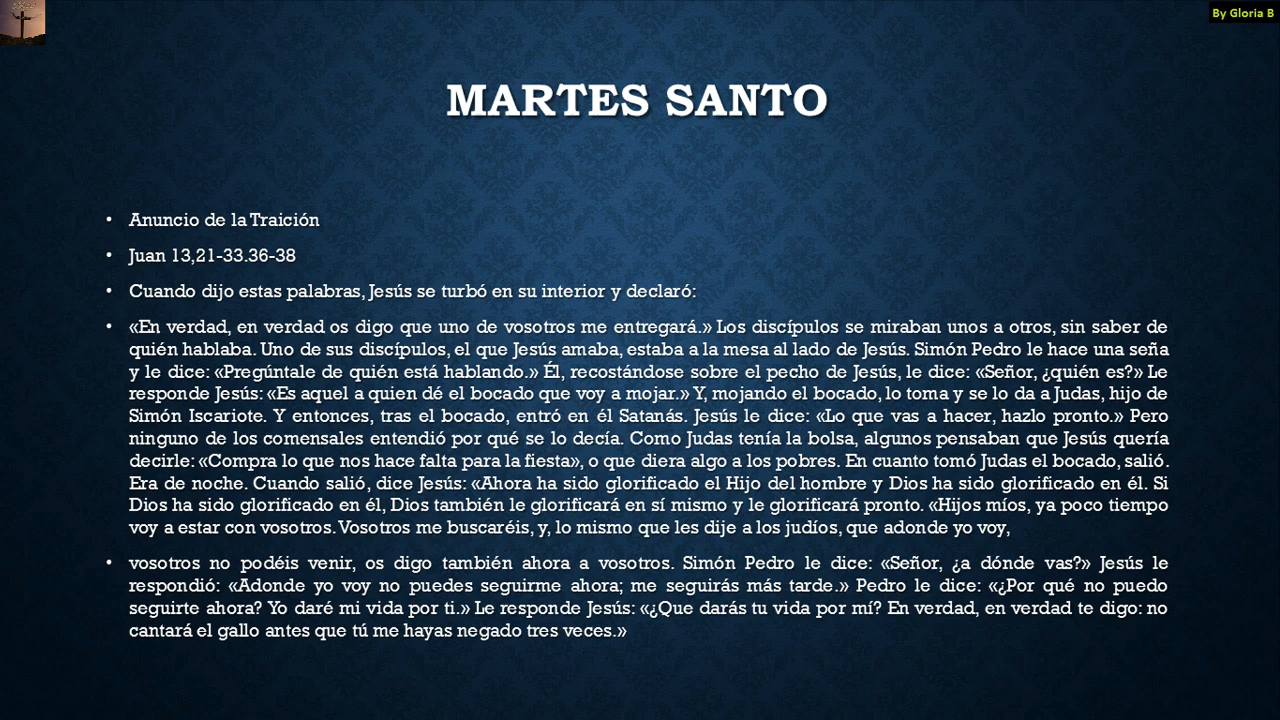 By Gloria B
MARTES SANTO
• Anuncio de la Traición
• Juan 13,21-33.36-38
• Cuando dijo estas palabras, Jesús se turbó en su interior y declaró:
• «En verdad, en verdad os digo que uno de vosotros me entregará.» Los discípulos se miraban unos a otros, sin saber de
quién hablaba. Uno de sus discípulos, el que Jesús amaba, estaba a la mesa al lado de Jesús. Simón Pedro le hace una seña
y le dice: «Pregúntale de quién está hablando.» Él, recostándose sobre el pecho de Jesús, le dice: «Señor, ¿quién es?» Le
responde Jesús: «Es aquel a quien dé el bocado que voy a mojar.» Y, mojando el bocado, lo toma y se lo da a Judas, hijo de
Simón Iscariote. Y entonces, tras el bocado, entró en él Satanás. Jesús le dice: «Lo que vas a hacer, hazlo pronto.» Pero
ninguno de los comensales entendió por qué se lo decía. Como Judas tenía la bolsa, algunos pensaban que Jesús quería
decirle: «Compra lo que nos hace falta para la fiesta», o que diera algo a los pobres. En cuanto tomó Judas el bocado, salió.
Era de noche. Cuando salió, dice Jesús: «Ahora ha sido glorificado el Hijo del hombre y Dios ha sido glorificado en él. Si
Dios ha sido glorificado en él, Dios también le glorificará en sí mismo y le glorificará pronto. «Hijos míos, ya poco tiempo
voy a estar con vosotros. Vosotros me buscaréis, y, lo mismo que les dije a los judíos, que adonde yo voy,
• vosotros no podéis venir, os digo también ahora a vosotros. Simón Pedro le dice: «Señor, ¿a dónde vas?» Jesús le
respondió: «Adonde yo voy no puedes seguirme ahora; me seguirás más tarde.» Pedro le dice: «¿Por qué no puedo
seguirte ahora? Yo daré mi vida por ti.» Le responde Jesús: «¿Que darás tu vida por mí? En verdad, en verdad te digo: no
cantará el gallo antes que tú me hayas negado tres veces.»